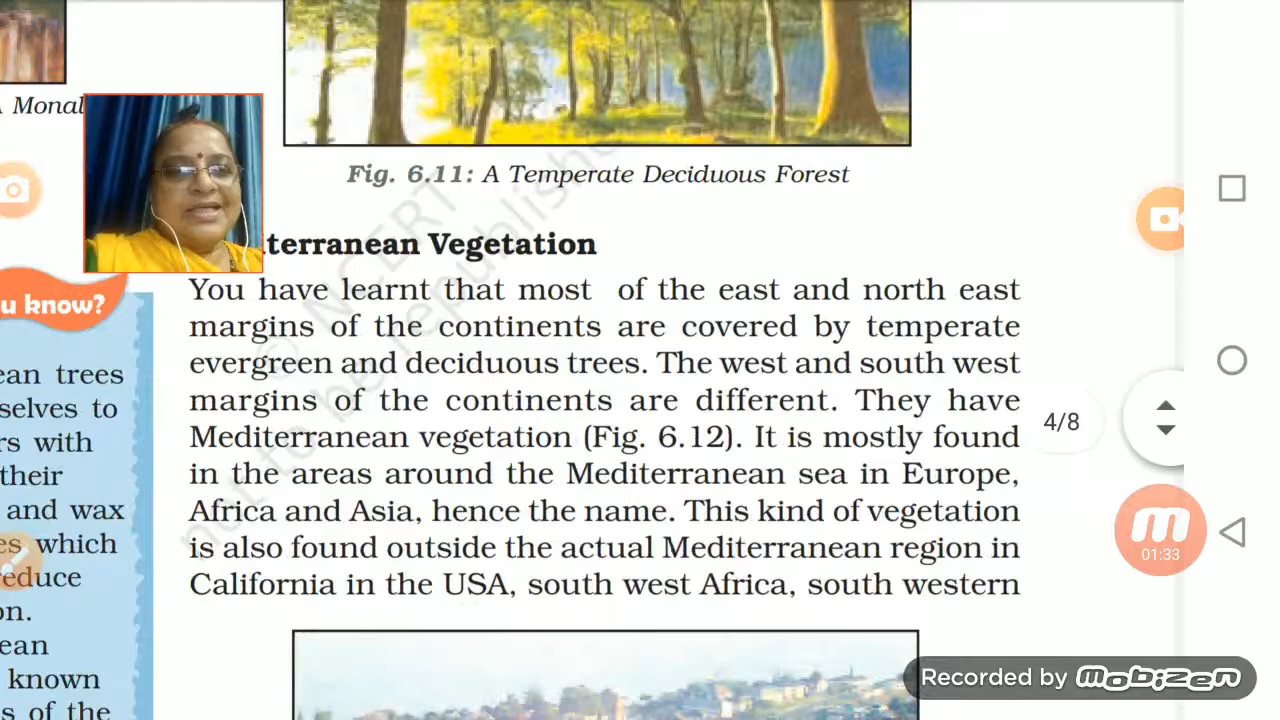 A Monal
Fig. 6.11: A Temperate Deciduous Forest
terranean Vegetation
You have learnt that most of the east and north east
margins of the continents are covered by temperate
evergreen and deciduous trees. The west and south west
margins of the continents are different. They have
Mediterranean vegetation (Fig. 6.12). It is mostly found
in the areas around the Mediterranean sea in Europe,
Africa and Asia, hence the name. This kind of vegetation
is also found outside the actual Mediterranean region in
California in the USA, south west Africa, south western
u know?
ean trees
selves to
rs with
their
and wax
es which
reduce
on.
ean
known
s of the
© NCERT
not to be republishe
4/8
01:33
Recorded by mobizen